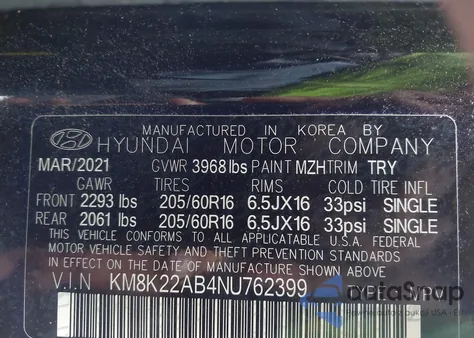 MANUFACTURED IN KOREA BY
HYUNDAI MOTOR COMPANY
MAR/2021 GVWR 3968 lbs PAINT MZH TRIM TRY
GAWR TIRES RIMS COLD TIRE INFL
FRONT 2293 lbs 205/60R16 6.5JX16 33psi SINGLE
REAR 2061 lbs 205/60R16 6.5JX16 33psi SINGLE
THIS VEHICLE CONFORMS TO ALL APPLICABLE U.S.A. FEDERAL
MOTOR VEHICLE SAFETY AND THEFT PREVENTION STANDARDS
IN EFFECT ON THE DATE OF MANUFACTURE SHOWN ABOVE
V.I.N KM8K22AB4NU762399 TYPE MPV
autoSnap